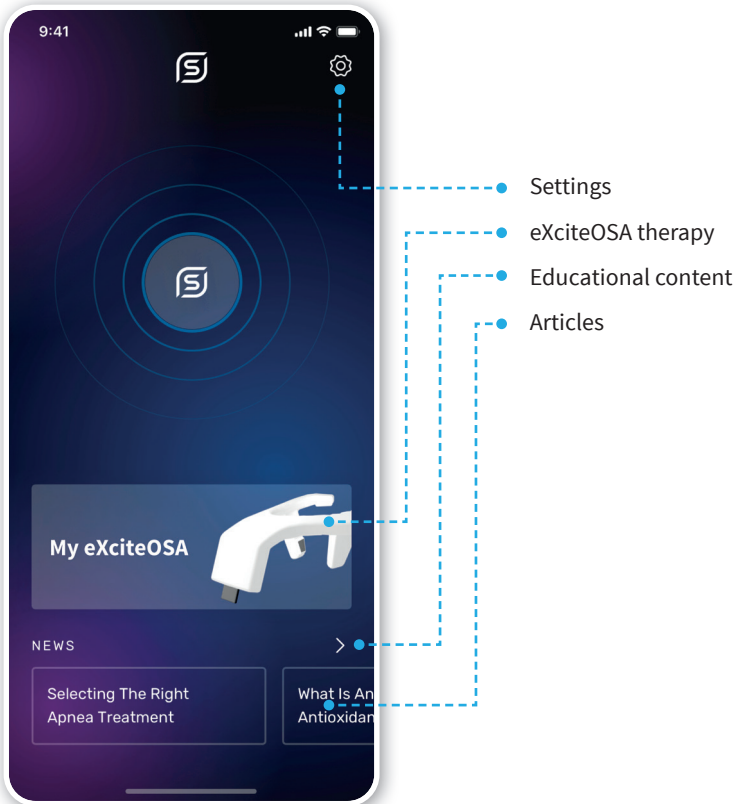 9:41
Settings
eXciteOSA therapy
Educational content
Articles
My eXciteOSA
NEWS
Selecting The Right
Apnea Treatment
What Is An
Antioxidan